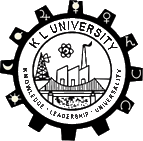 K L UNIVERSITY
KNOWLEDGE · LEADERSHIP · UNIVERSALITY